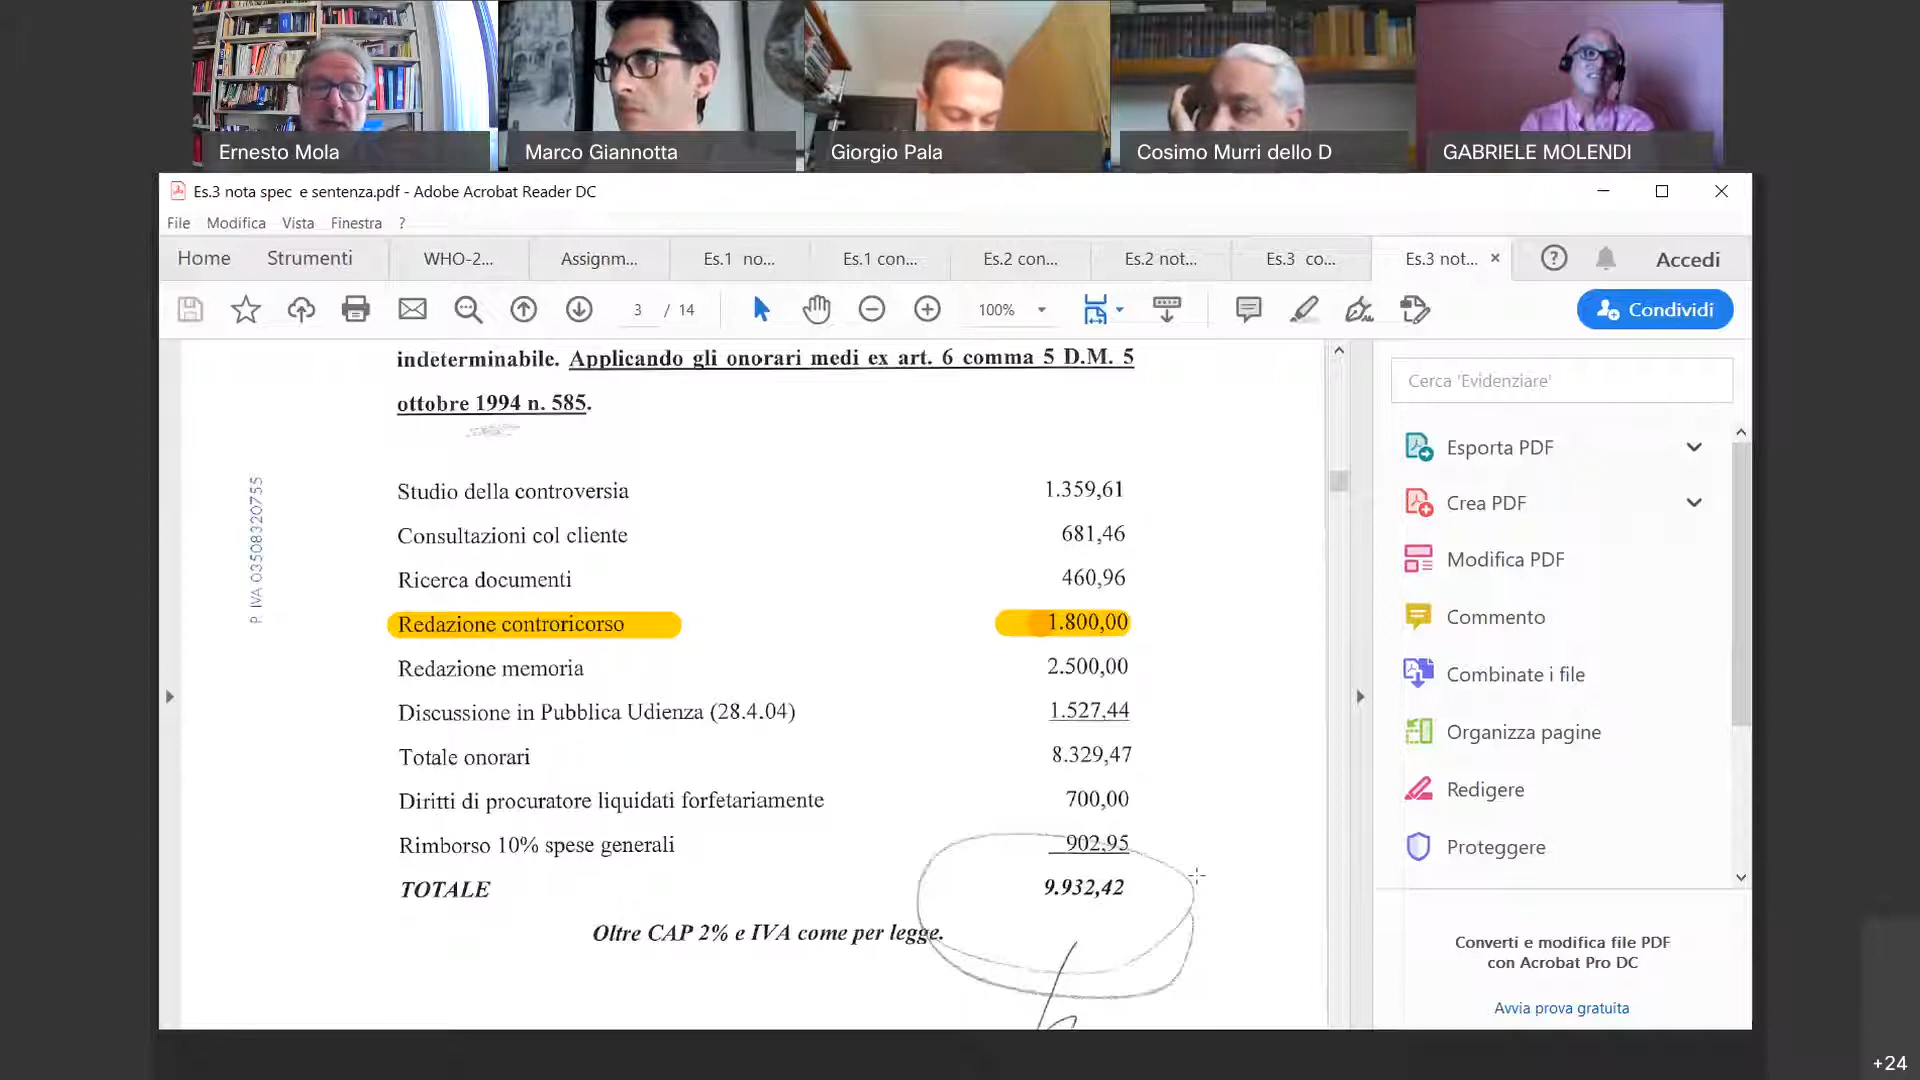 Ernesto Mola
Marco Giannotta
Giorgio Pala
Cosimo Murri dello D
GABRIELE MOLENDI
Es.3 nota spec e sentenza.pdf - Adobe Acrobat Reader DC
File Modifica Vista Finestra ?
Home Strumenti WHO-2... Assignm... Es.1 no... Es.1 con... Es.2 con... Es.2 not... Es.3 co... Es.3 not... × Accedi
3 / 14 100% Condividi
indeterminabile. Applicando gli onorari medi ex art. 6 comma 5 D.M. 5
ottobre 1994 n. 585.
P. IVA 03508320755
Studio della controversia 1.359,61
Consultazioni col cliente 681,46
Ricerca documenti 460,96
Redazione controricorso 1.800,00
Redazione memoria 2.500,00
Discussione in Pubblica Udienza (28.4.04) 1.527,44
Totale onorari 8.329,47
Diritti di procuratore liquidati forfetariamente 700,00
Rimborso 10% spese generali 902,95
TOTALE 9.932,42
Oltre CAP 2% e IVA come per legge.
Cerca 'Evidenziare'
Esporta PDF
Crea PDF
Modifica PDF
Commento
Combinate i file
Organizza pagine
Redigere
Proteggere
Converti e modifica file PDF
con Acrobat Pro DC
Avvia prova gratuita
+24